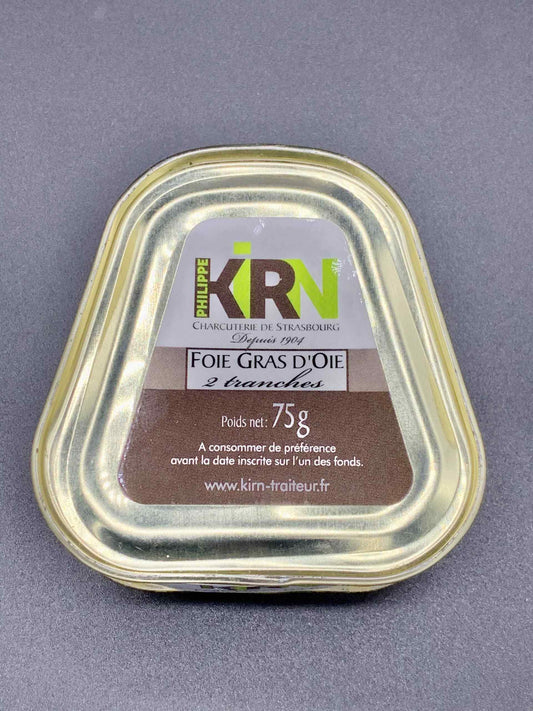 PHILIPPE
KIRN
CHARCUTERIE DE STRASBOURG
Depuis 1904
FOIE GRAS D'OIE
2 tranches
Poids net: 75g
A consommer de préférence
avant la date inscrite sur l'un des fonds.
www.kirn-traiteur.fr